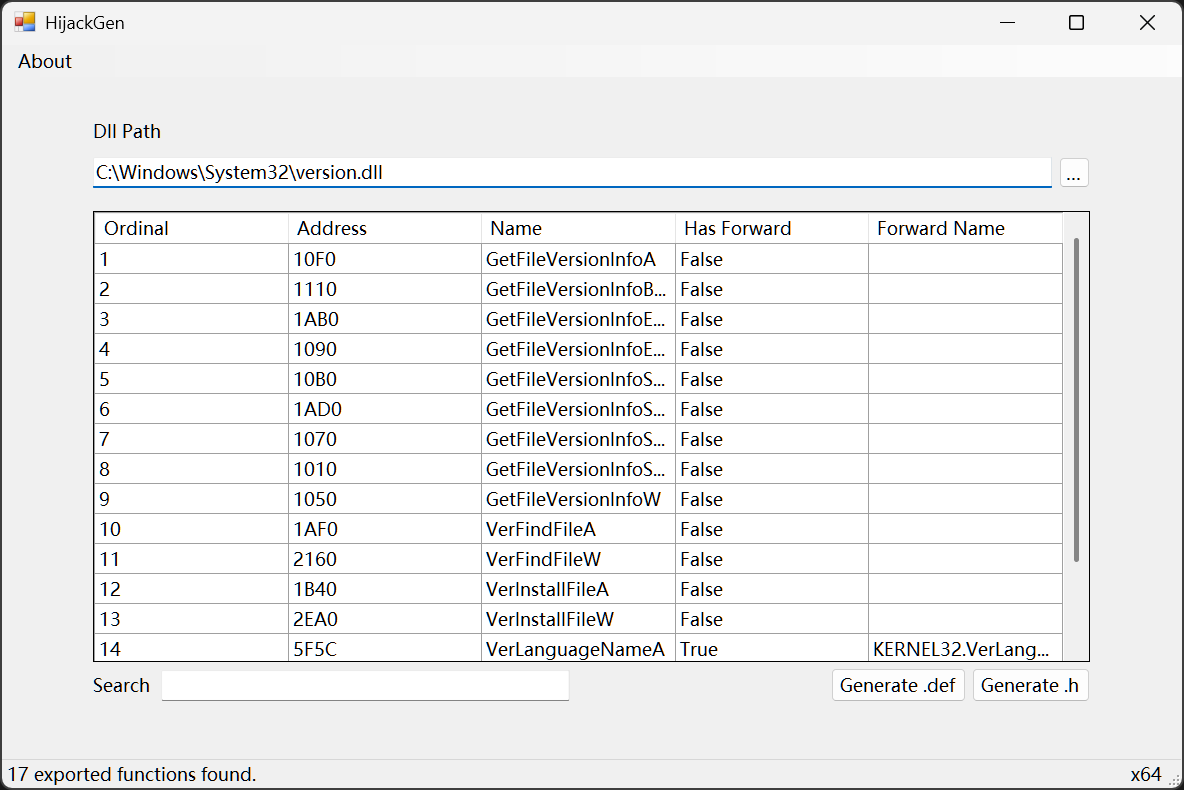 HijackGen
About
Dll Path
C:\Windows\System32\version.dll
...
Ordinal Address Name Has Forward Forward Name
1 10F0 GetFileVersionInfoA False
2 1110 GetFileVersionInfoB... False
3 1AB0 GetFileVersionInfoE... False
4 1090 GetFileVersionInfoE... False
5 10B0 GetFileVersionInfoS... False
6 1AD0 GetFileVersionInfoS... False
7 1070 GetFileVersionInfoS... False
8 1010 GetFileVersionInfoS... False
9 1050 GetFileVersionInfoW False
10 1AF0 VerFindFileA False
11 2160 VerFindFileW False
12 1B40 VerInstallFileA False
13 2EA0 VerInstallFileW False
14 5F5C VerLanguageNameA True KERNEL32.VerLang...
Search Generate .def Generate .h
17 exported functions found. x64